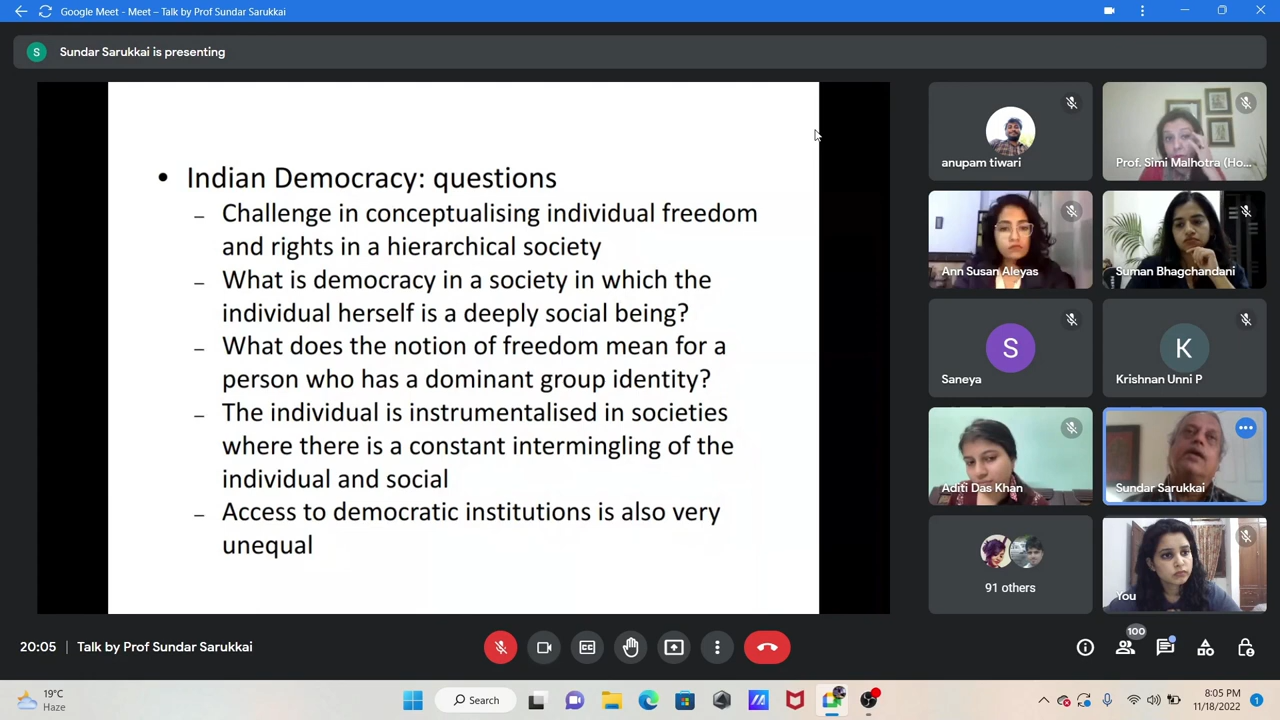 Google Meet - Meet – Talk by Prof Sundar Sarukkai
S
Sundar Sarukkai is presenting
• Indian Democracy: questions
– Challenge in conceptualising individual freedom
and rights in a hierarchical society
– What is democracy in a society in which the
individual herself is a deeply social being?
– What does the notion of freedom mean for a
person who has a dominant group identity?
– The individual is instrumentalised in societies
where there is a constant intermingling of the
individual and social
– Access to democratic institutions is also very
unequal
anupam tiwari
Prof. Simi Malhotra (Ho...
Ann Susan Aleyas
Suman Bhagchandani
S
Saneya
K
Krishnan Unni P
Aditi Das Khan
Sundar Sarukkai
91 others
You
20:05 | Talk by Prof Sundar Sarukkai
CC
100
19°C
Haze
Search
8:05 PM
11/18/2022
1